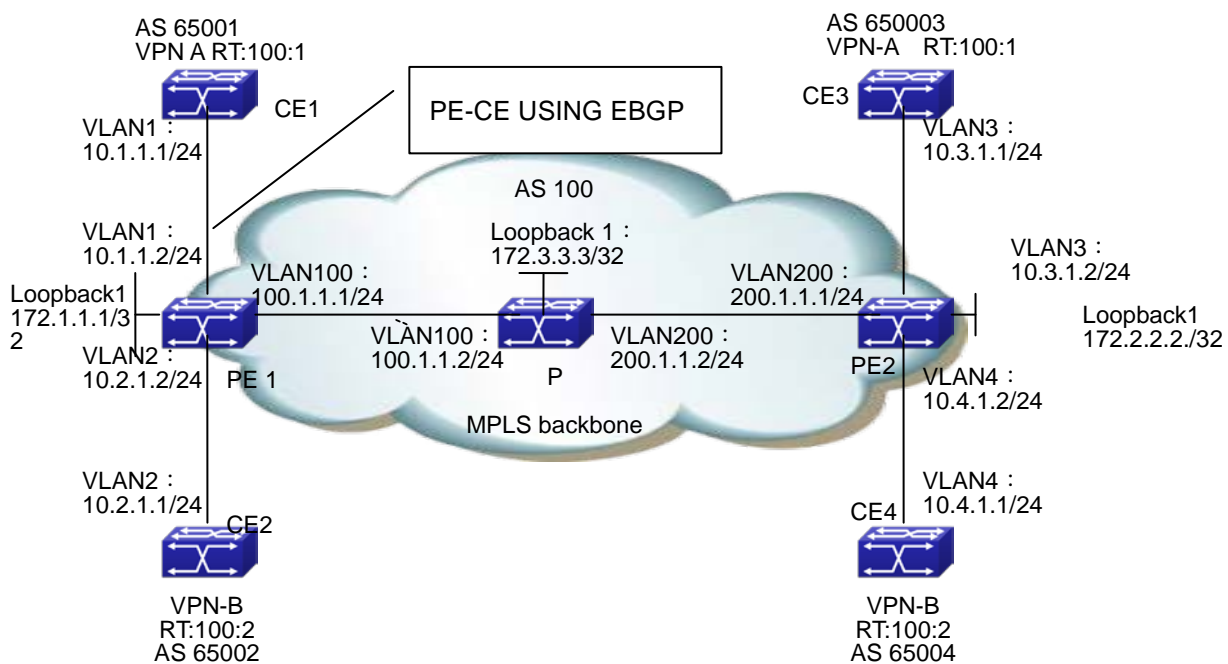 AS 65001
VPN A RT:100:1
CE1
VLAN1：
10.1.1.1/24
PE-CE USING EBGP
AS 650003
VPN-A RT:100:1
CE3
VLAN3：
10.3.1.1/24
AS 100
VLAN1：
10.1.1.2/24
Loopback 1：
172.3.3.3/32
VLAN3：
10.3.1.2/24
Loopback1
172.1.1.1/3
2
VLAN100：
100.1.1.1/24
VLAN200：
200.1.1.1/24
Loopback1
172.2.2.2./32
VLAN100：
100.1.1.2/24
VLAN200：
200.1.1.2/24
VLAN2：
10.2.1.2/24
PE 1
P
PE2
VLAN4：
10.4.1.2/24
MPLS backbone
VLAN2：
10.2.1.1/24
VLAN4：
10.4.1.1/24
CE2
CE4
VPN-B
RT:100:2
AS 65002
VPN-B
RT:100:2
AS 65004